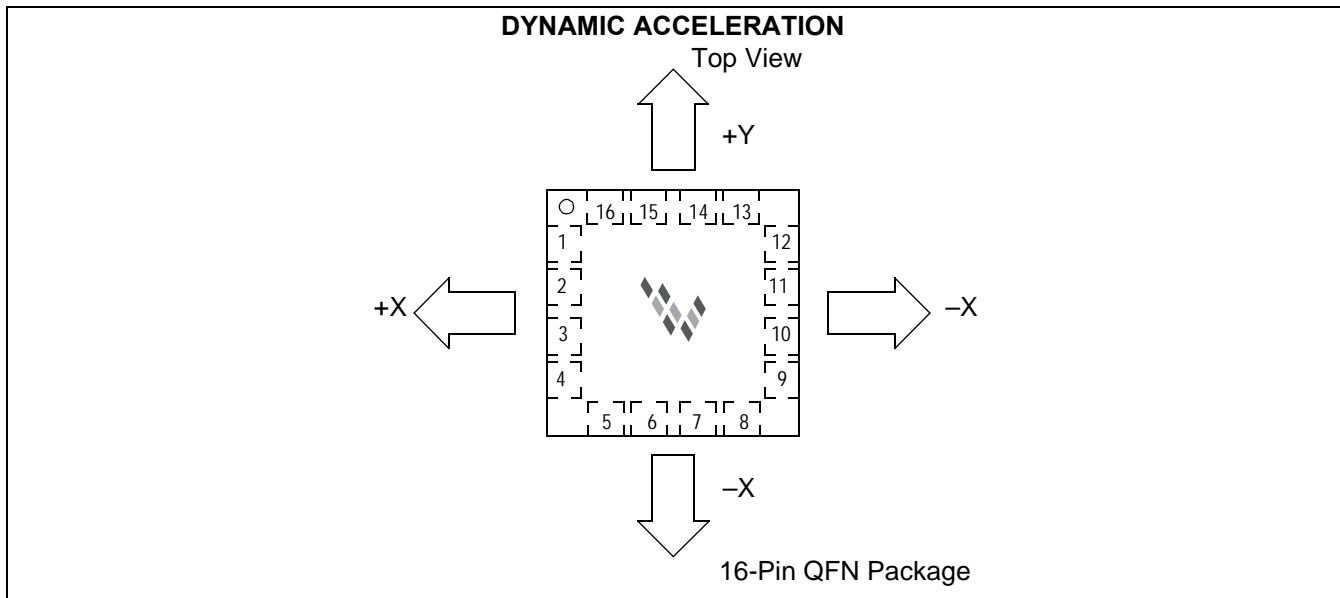 DYNAMIC ACCELERATION
Top View
+Y
16 15 14 13
1 12
2 11
+X –X
3 10
4 9
5 6 7 8
–X
16-Pin QFN Package